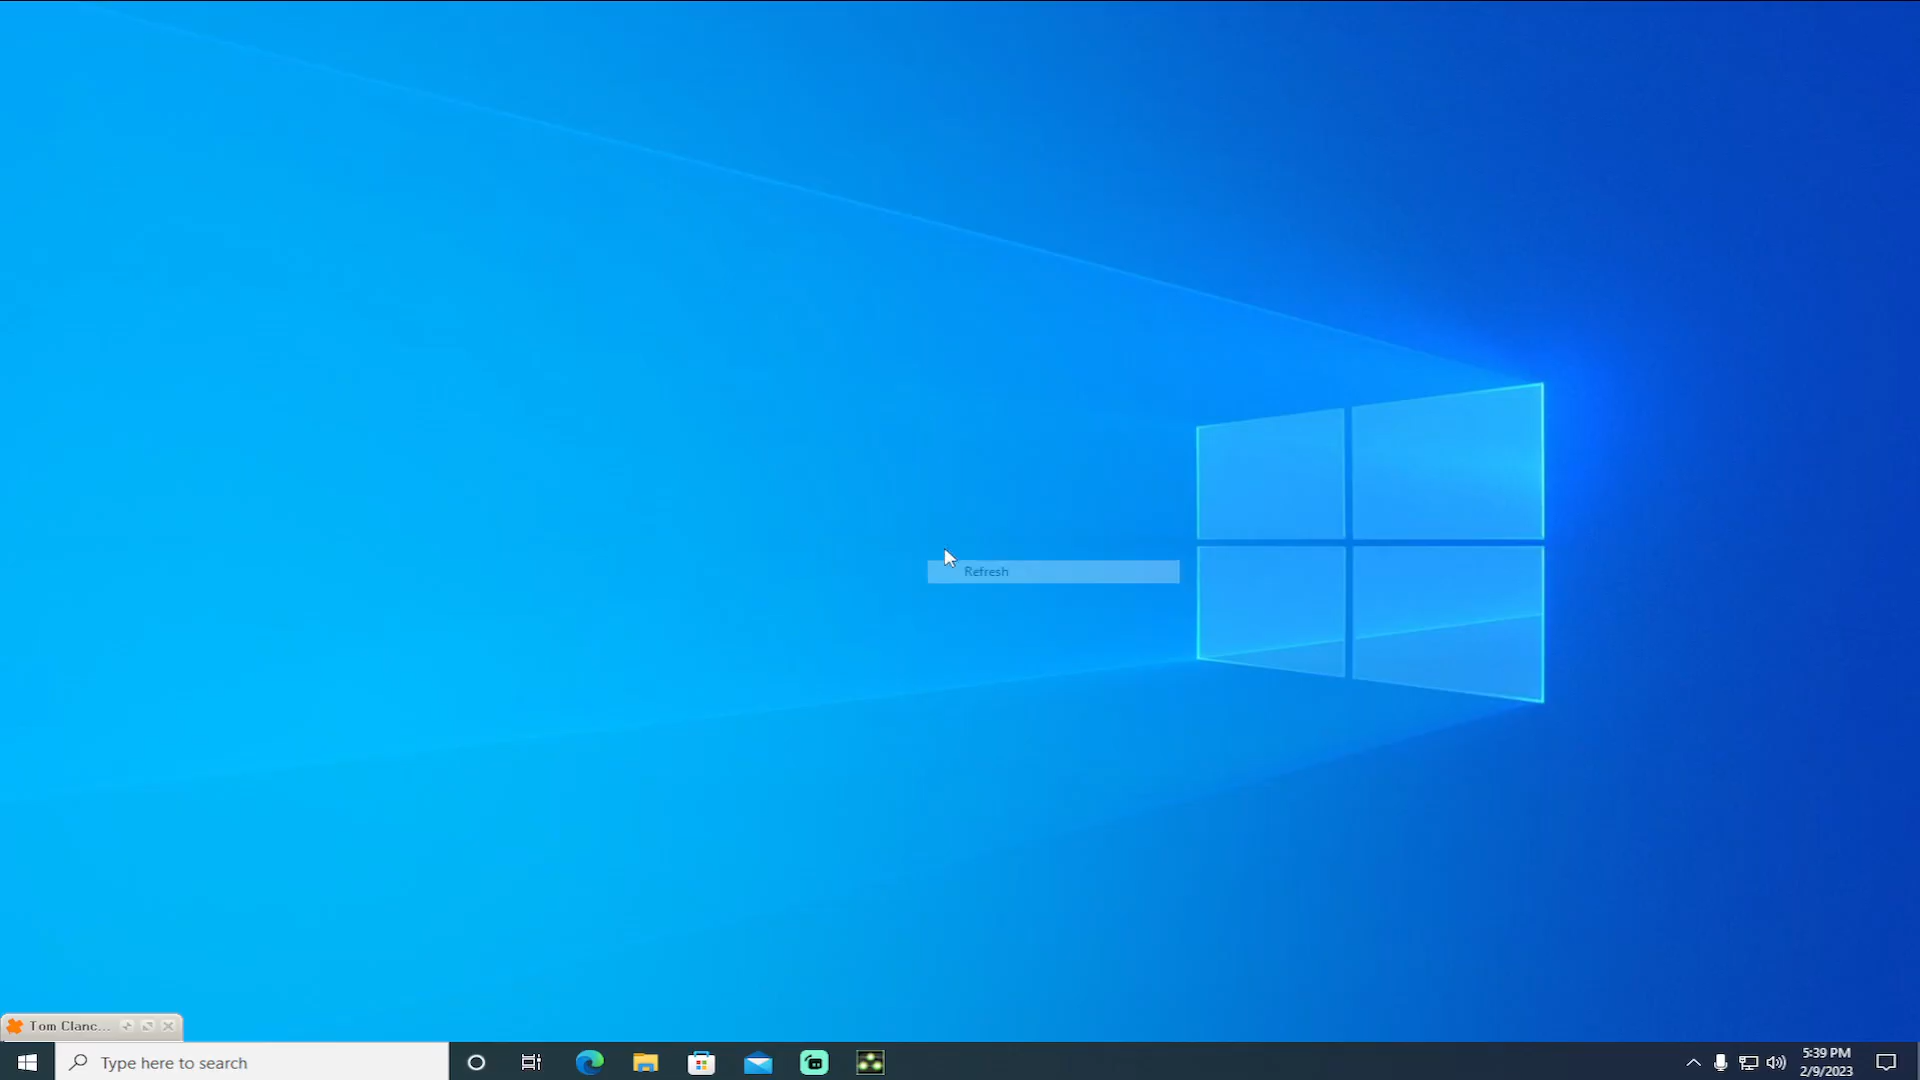 Refresh
Tom Clanc...
Type here to search
5:39 PM
2/9/2023